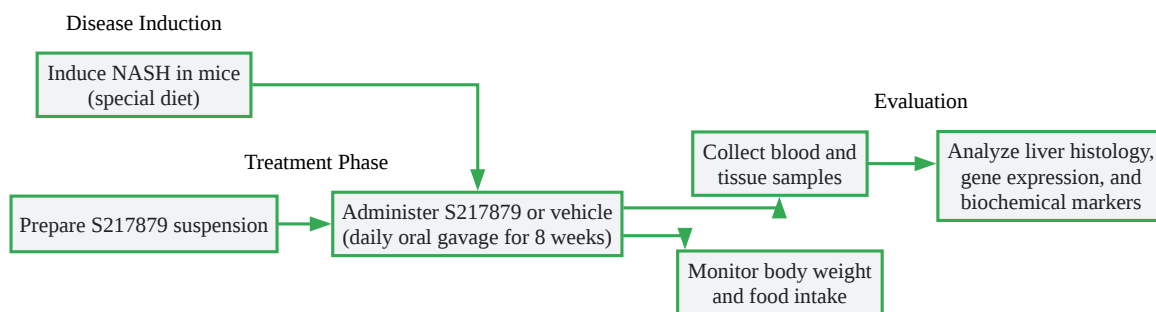 Disease Induction
Induce NASH in mice
(special diet)
Treatment Phase
Prepare S217879 suspension
Administer S217879 or vehicle
(daily oral gavage for 8 weeks)
Evaluation
Collect blood and
tissue samples
Analyze liver histology,
gene expression, and
biochemical markers
Monitor body weight
and food intake